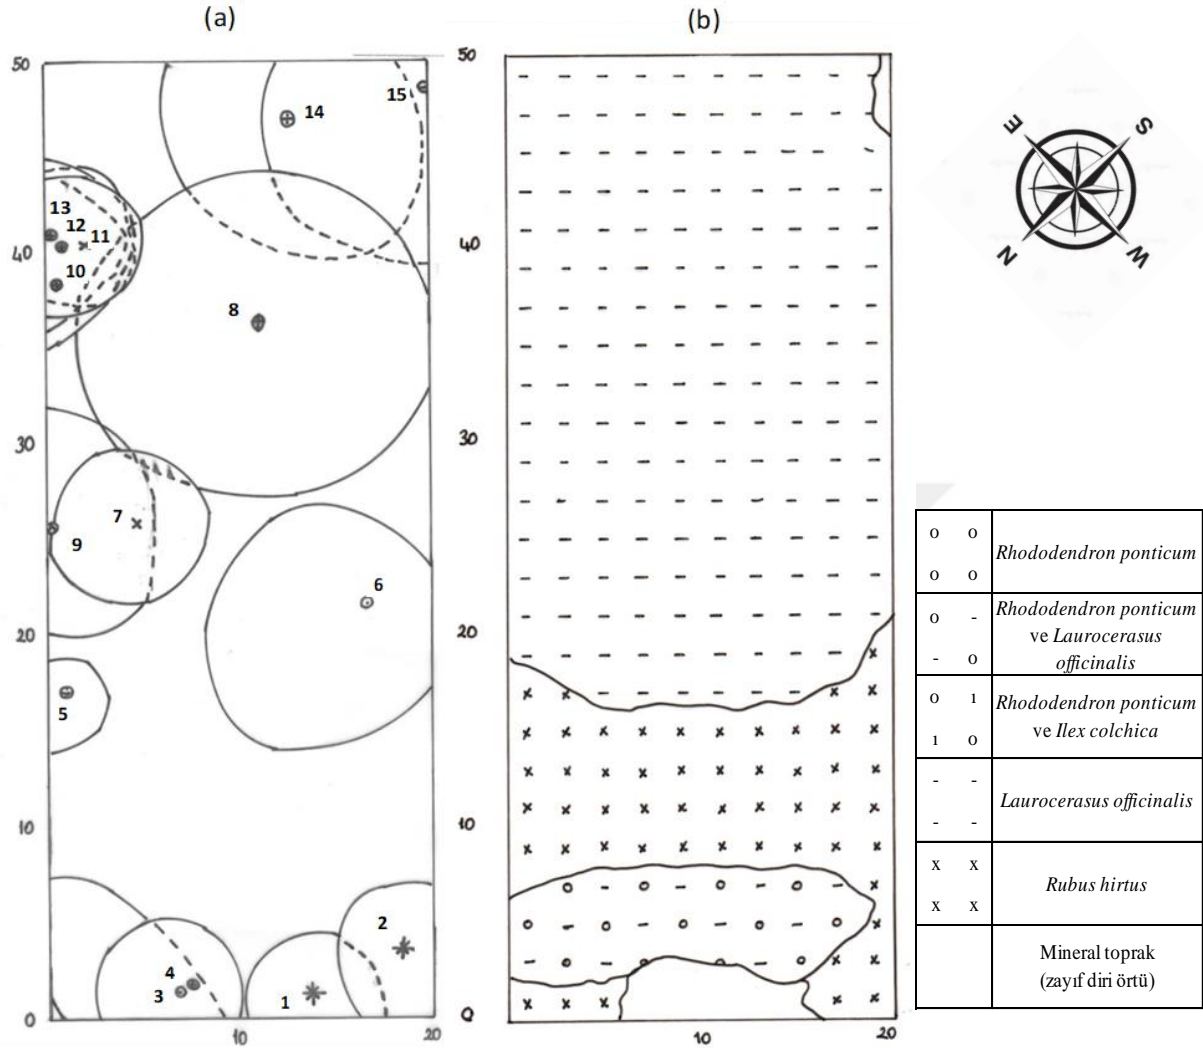 (a)
(b)
50
50
15
14
13
12
11
40
40
10
8
E
S
N
W
30
30
7
9
6
20
20
5
10
10
2
4
3
1
0
0
10
20
10
20
o o
o o
Rhododendron ponticum
o -
- o
Rhododendron ponticum
ve Laurocerasus
officinalis
o ı
ı o
Rhododendron ponticum
ve Ilex colchica
- -
- -
Laurocerasus officinalis
x x
x x
Rubus hirtus
Mineral toprak
(zayıf diri örtü)